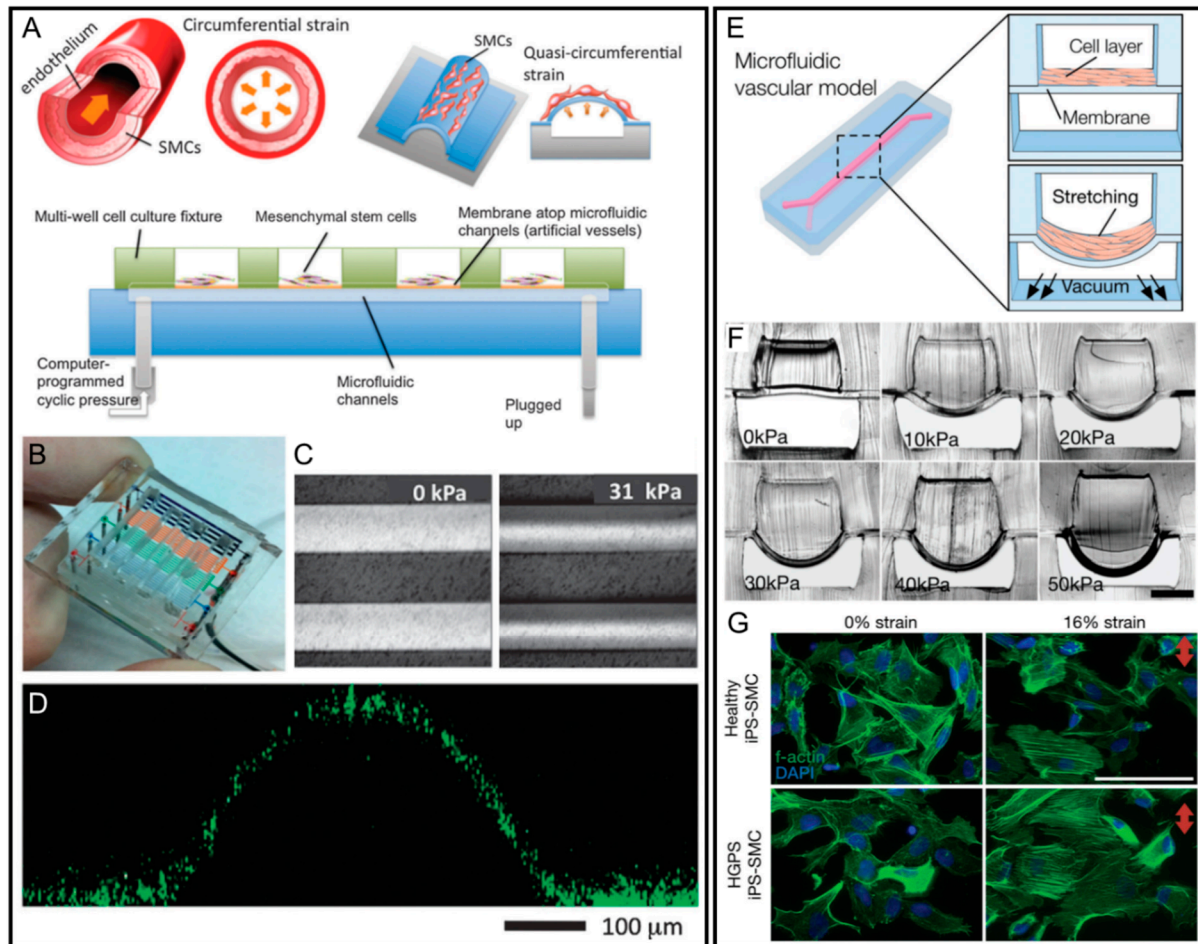 A
endothelium
Circumferential strain
SMCs
SMCs
Quasi-circumferential
strain
Multi-well cell culture fixture
Mesenchymal stem cells
Membrane atop microfluidic
channels (artificial vessels)
Computer-
programmed
cyclic pressure
Microfluidic
channels
Plugged
up
B
C
0 kPa
31 kPa
D
100 μm
E
Microfluidic
vascular model
Cell layer
Membrane
Stretching
Vacuum
F
0kPa
10kPa
20kPa
30kPa
40kPa
50kPa
G
0% strain
16% strain
Healthy
iPS-SMC
f-actin
DAPI
HGPS
iPS-SMC